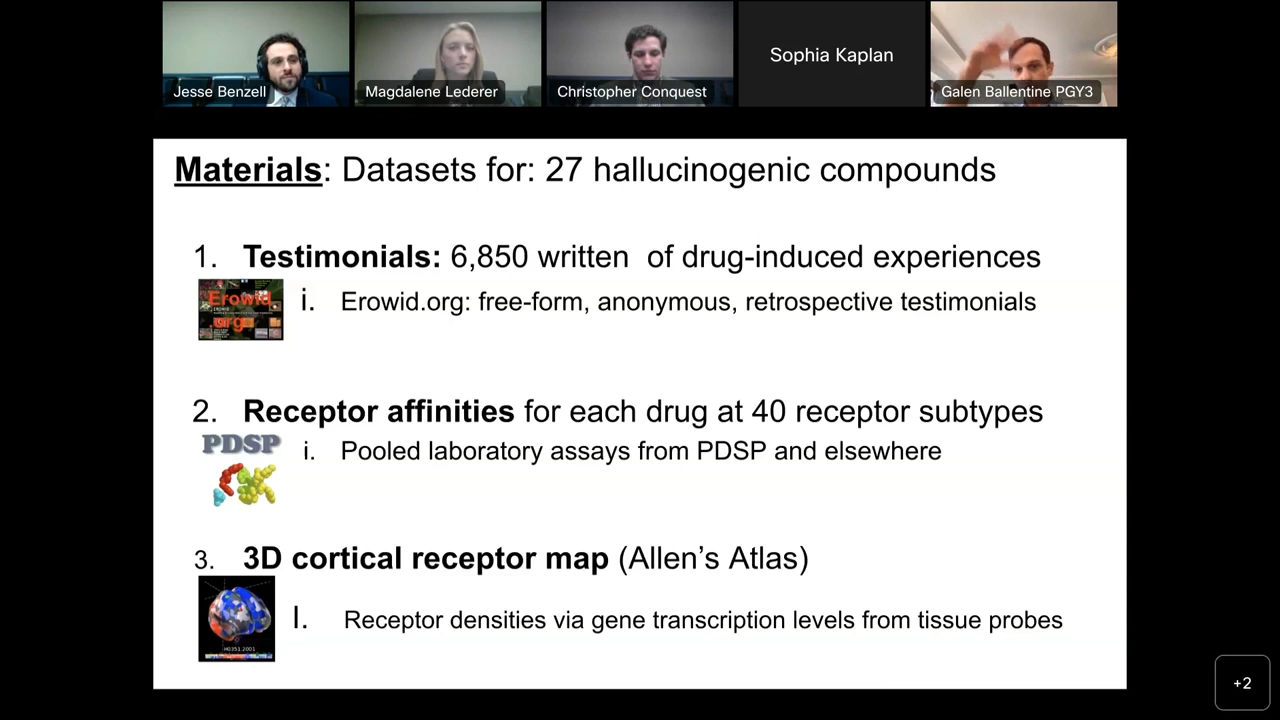 Jesse Benzell
Magdalene Lederer
Christopher Conquest
Sophia Kaplan
Galen Ballentine PGY3
Materials: Datasets for: 27 hallucinogenic compounds
1. Testimonials: 6,850 written  of drug-induced experiences
Erowid
org
i. Erowid.org: free-form, anonymous, retrospective testimonials
2. Receptor affinities for each drug at 40 receptor subtypes
PDSP
i. Pooled laboratory assays from PDSP and elsewhere
3. 3D cortical receptor map (Allen's Atlas)
I. Receptor densities via gene transcription levels from tissue probes
H0351.2001
+2